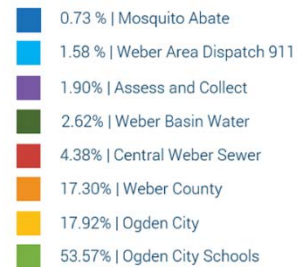 0.73 % | Mosquito Abate
1.58 % | Weber Area Dispatch 911
1.90% | Assess and Collect
2.62% | Weber Basin Water
4.38% | Central Weber Sewer
17.30% | Weber County
17.92% | Ogden City
53.57% | Ogden City Schools